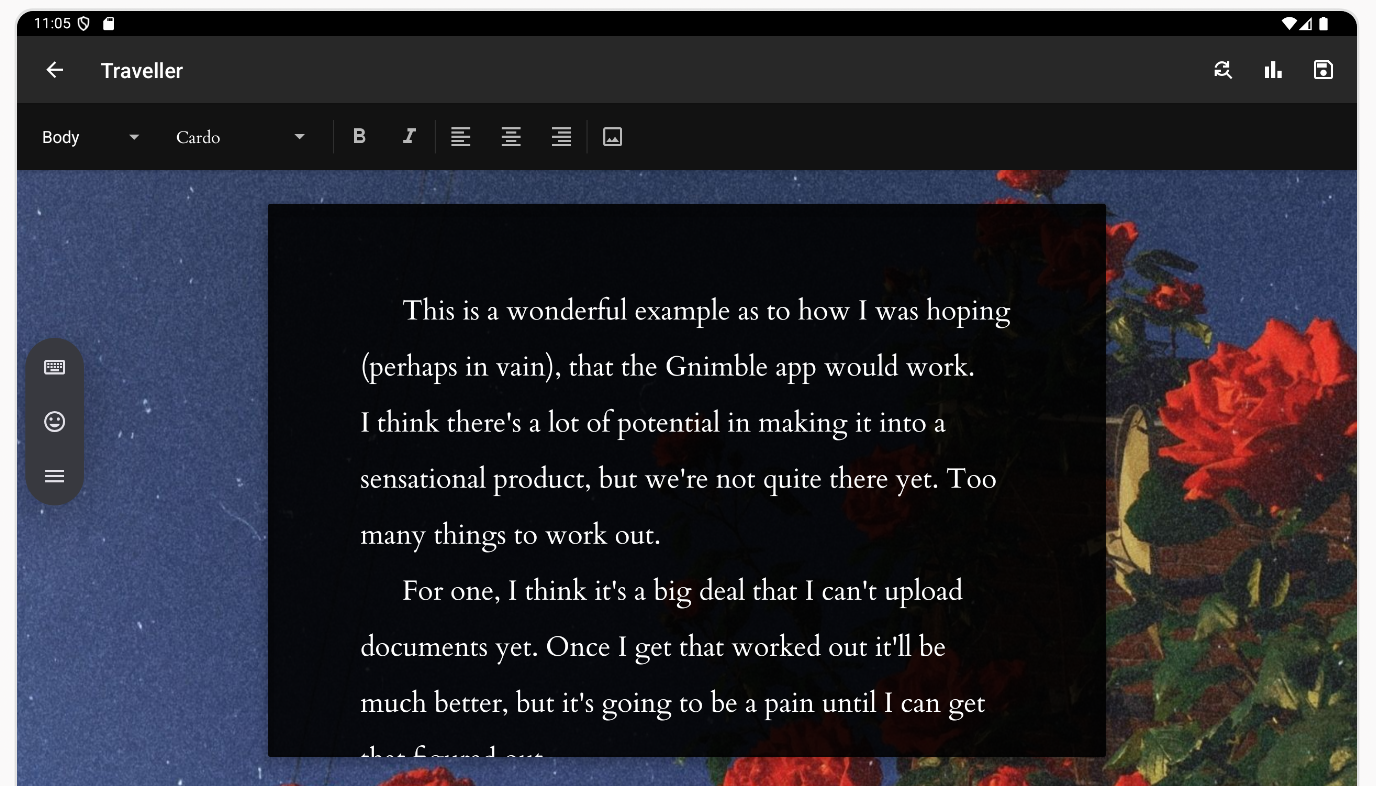 11:05
Traveller
Body Cardo B I
This is a wonderful example as to how I was hoping
(perhaps in vain), that the Gnimble app would work.
I think there's a lot of potential in making it into a
sensational product, but we're not quite there yet. Too
many things to work out.
For one, I think it's a big deal that I can't upload
documents yet. Once I get that worked out it'll be
much better, but it's going to be a pain until I can get
that figured out